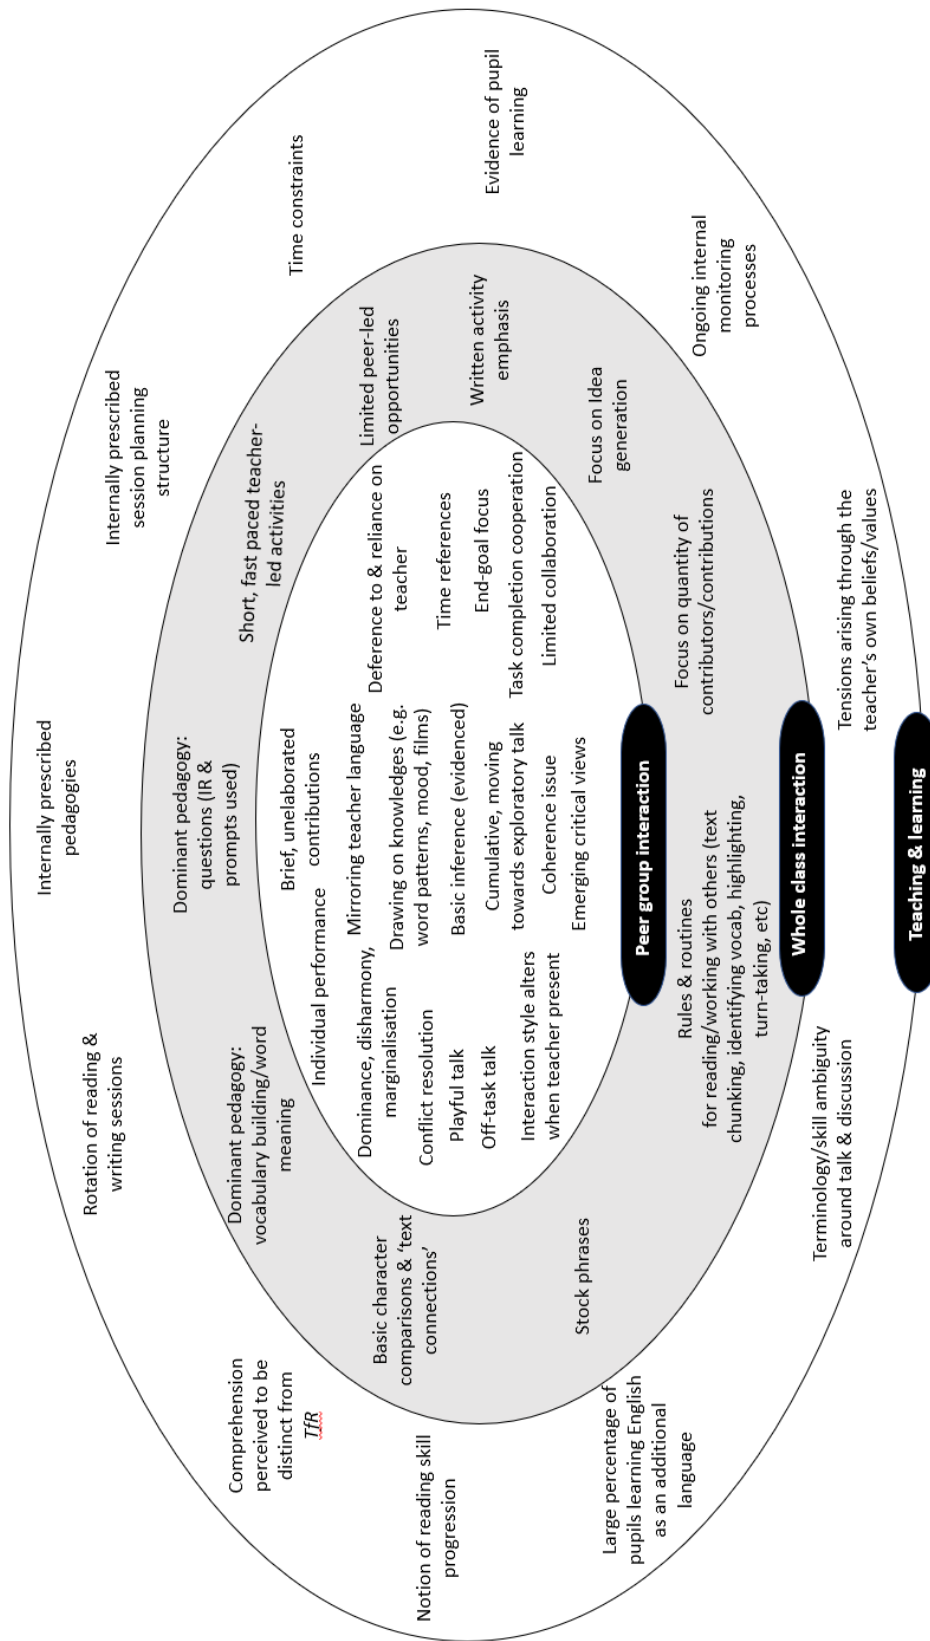 Internally prescribed
pedagogies
Rotation of reading &
writing sessions
Internally prescribed
session planning
structure
Comprehension
perceived to be
distinct from
TfR
Time constraints
Notion of reading skill
progression
Evidence of pupil
learning
Large percentage of
pupils learning English
as an additional
language
Ongoing internal
monitoring
processes
Terminology/skill ambiguity
around talk & discussion
Tensions arising through the
teacher's own beliefs/values
Teaching & learning
Dominant pedagogy:
questions (IR &
prompts used)
Dominant pedagogy:
vocabulary building/word
meaning
Short, fast paced teacher-
led activities
Basic character
comparisons & ‘text
connections’
Limited peer-led
opportunities
Written activity
emphasis
Stock phrases
Focus on Idea
generation
Rules & routines
for reading/working with others (text
chunking, identifying vocab, highlighting,
turn-taking, etc)
Focus on quantity of
contributors/contributions
Whole class interaction
Individual performance
Dominance, disharmony,
marginalisation
Conflict resolution
Playful talk
Off-task talk
Interaction style alters
when teacher present
Brief, unelaborated
contributions
Mirroring teacher language
Drawing on knowledges (e.g.
word patterns, mood, films)
Basic inference (evidenced)
Cumulative, moving
towards exploratory talk
Coherence issue
Emerging critical views
Deference to & reliance on
teacher
Time references
End-goal focus
Task completion cooperation
Limited collaboration
Peer group interaction